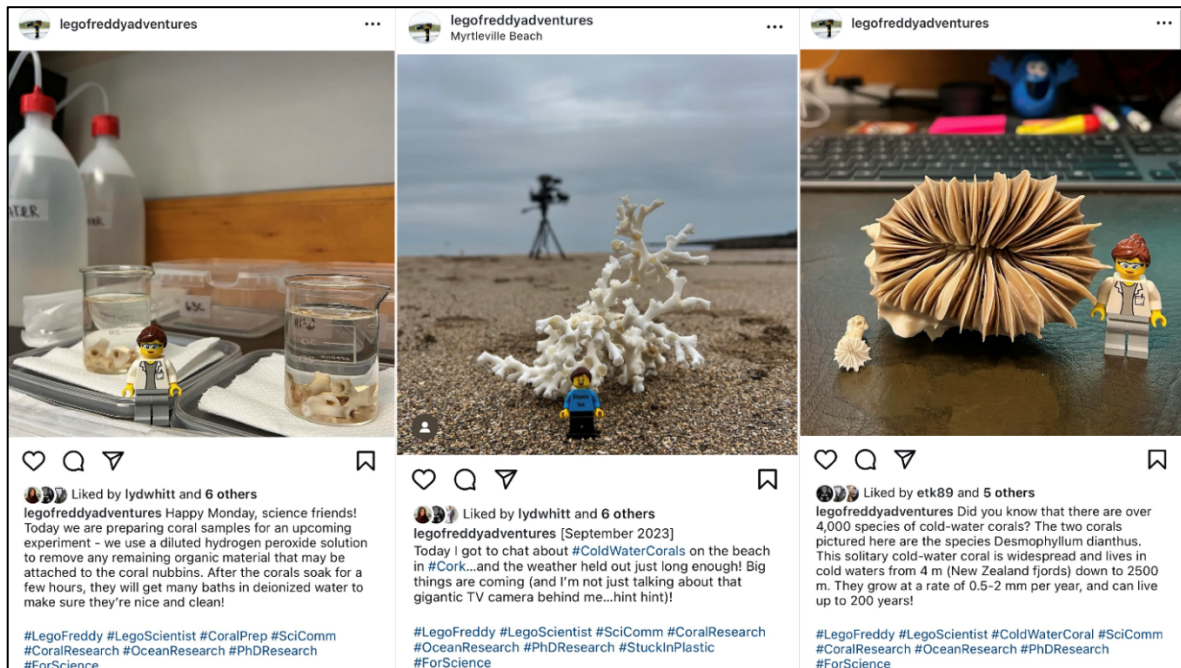 legofreddyadventures
ATER
Liked by lydwhitt and 6 others
legofreddyadventures Happy Monday, science friends!
Today we are preparing coral samples for an upcoming
experiment - we use a diluted hydrogen peroxide solution
to remove any remaining organic material that may be
attached to the coral nubbins. After the corals soak for a
few hours, they will get many baths in deionized water to
make sure they're nice and clean!
#LegoFreddy #LegoScientist #CoralPrep #SciComm
#CoralResearch #OceanResearch #PhDResearch
#ForScience
legofreddyadventures
Myrtleville Beach
Liked by lydwhitt and 6 others
legofreddyadventures [September 2023]
Today I got to chat about #ColdWaterCorals on the beach
in #Cork...and the weather held out just long enough! Big
things are coming (and I'm not just talking about that
gigantic TV camera behind me...hint hint)!
#LegoFreddy #LegoScientist #SciComm #CoralResearch
#OceanResearch #PhDResearch #StuckInPlastic
#ForScience
legofreddyadventures
Liked by etk89 and 5 others
legofreddyadventures Did you know that there are over
4,000 species of cold-water corals? The two corals
pictured here are the species Desmophyllum dianthus.
This solitary cold-water coral is widespread and lives in
cold waters from 4 m (New Zealand fjords) down to 2500
m. They grow at a rate of 0.5-2 mm per year, and can live
up to 200 years!
#LegoFreddy #LegoScientist #ColdWaterCoral #SciComm
#CoralResearch #OceanResearch #PhDResearch
#ForScience